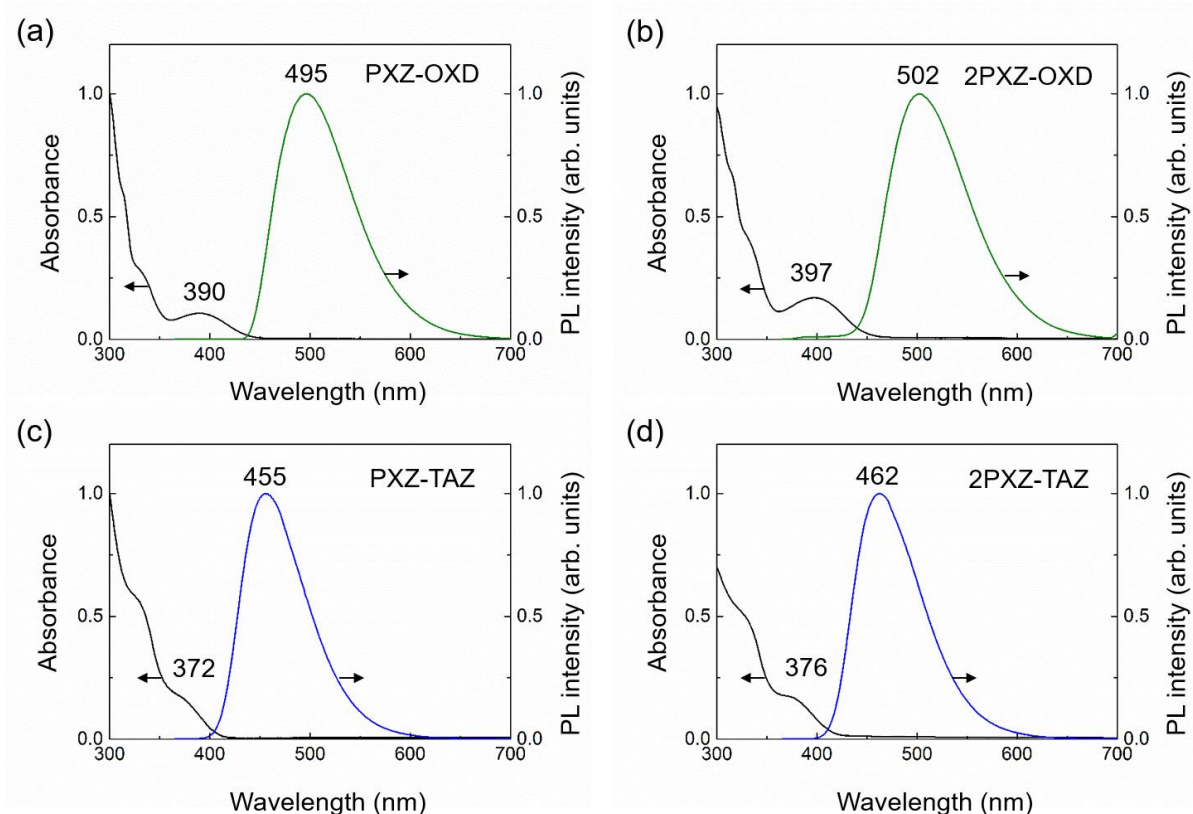 (a)
495
PXZ-OXD
1.0
1.0
Absorbance
PL intensity (arb. units)
0.5
0.5
390
0.0
0.0
300
400
500
600
700
Wavelength (nm)
(b)
502
2PXZ-OXD
1.0
1.0
Absorbance
PL intensity (arb. units)
0.5
0.5
397
0.0
0.0
300
400
500
600
700
Wavelength (nm)
(c)
455
PXZ-TAZ
1.0
1.0
Absorbance
PL intensity (arb. units)
0.5
0.5
372
0.0
0.0
300
400
500
600
700
Wavelength (nm)
(d)
462
2PXZ-TAZ
1.0
1.0
Absorbance
PL intensity (arb. units)
0.5
0.5
376
0.0
0.0
300
400
500
600
700
Wavelength (nm)